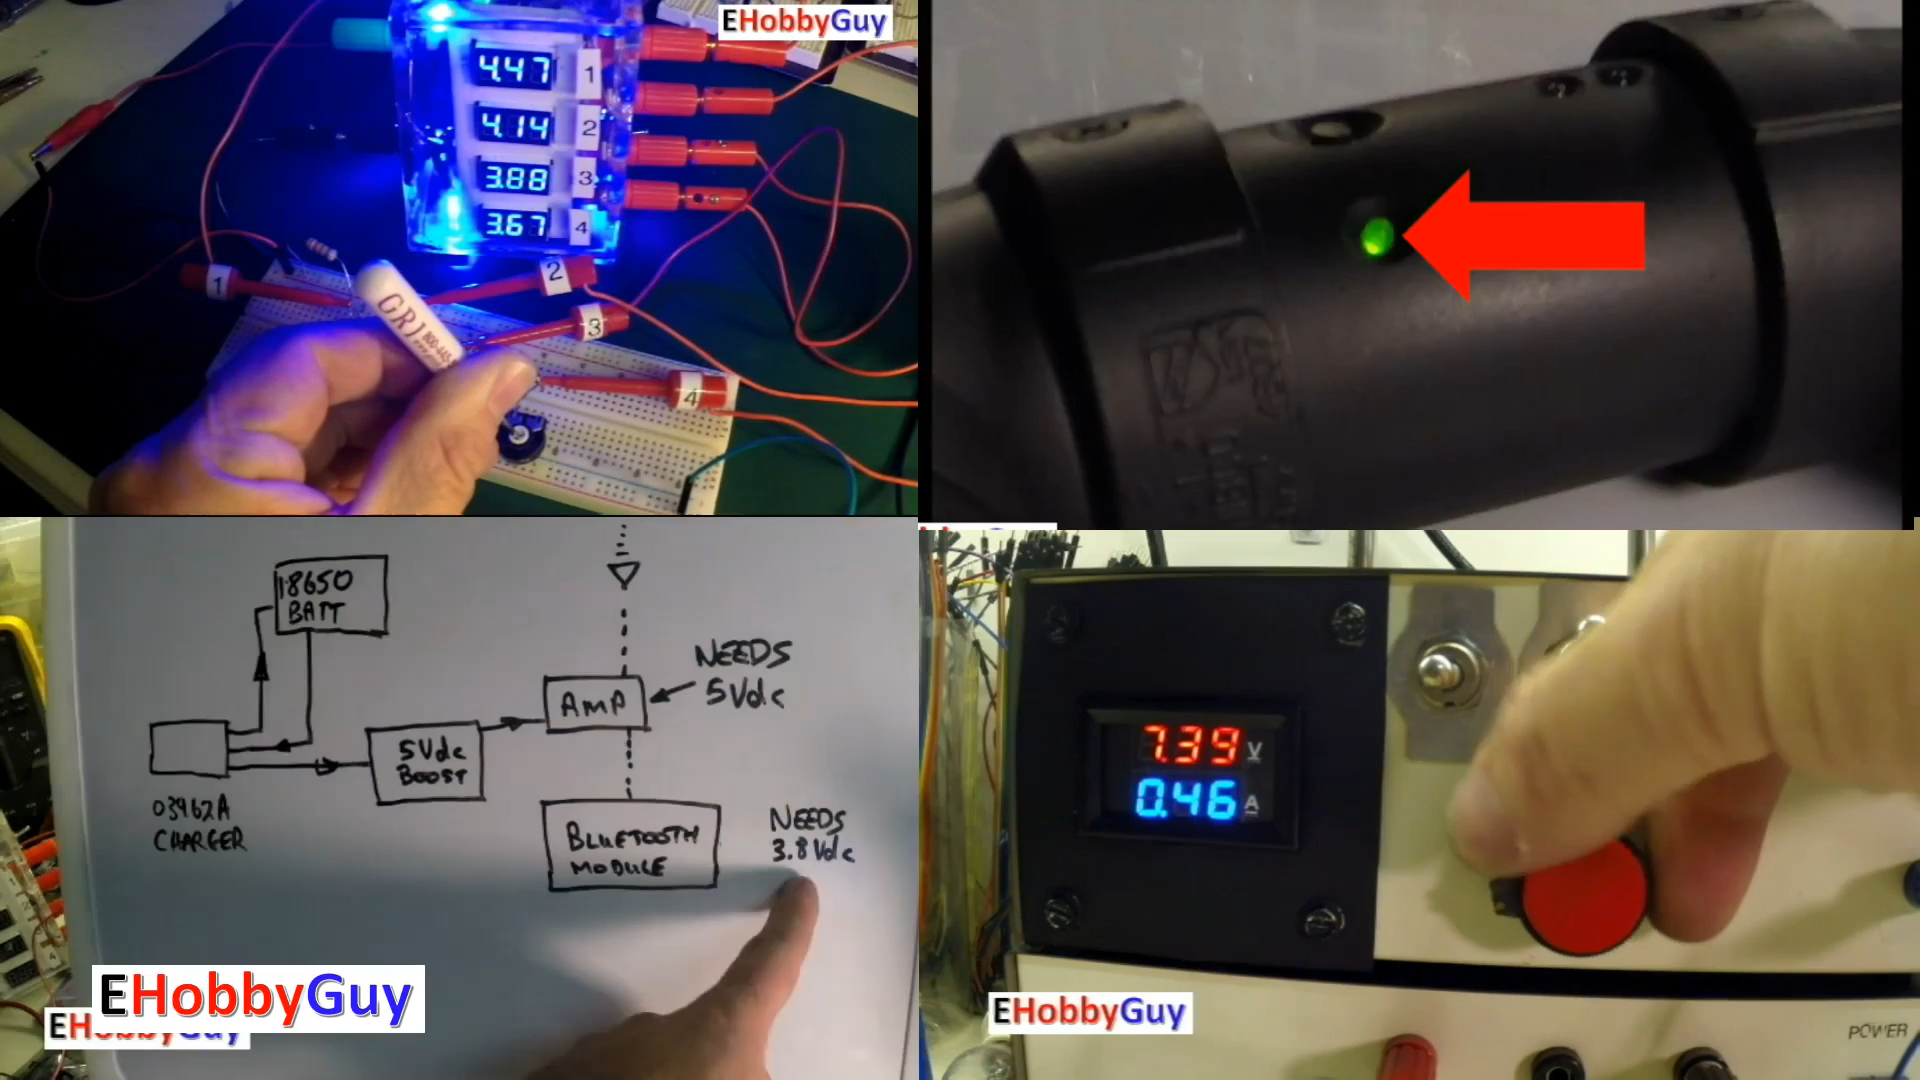 EHobbyGuy
4.47
1
4.14
2
3.88
3
3.67
4
1
2
GRI
3
4
18650
BATT
NEEDS
5Vdc
AMP
5Vdc
BOOST
03962A
CHARGER
BLUETOOTH
MODULE
NEEDS
3.8Vdc
EHobbyGuy
7.39 V
0.46 A
EHobbyGuy
POWER